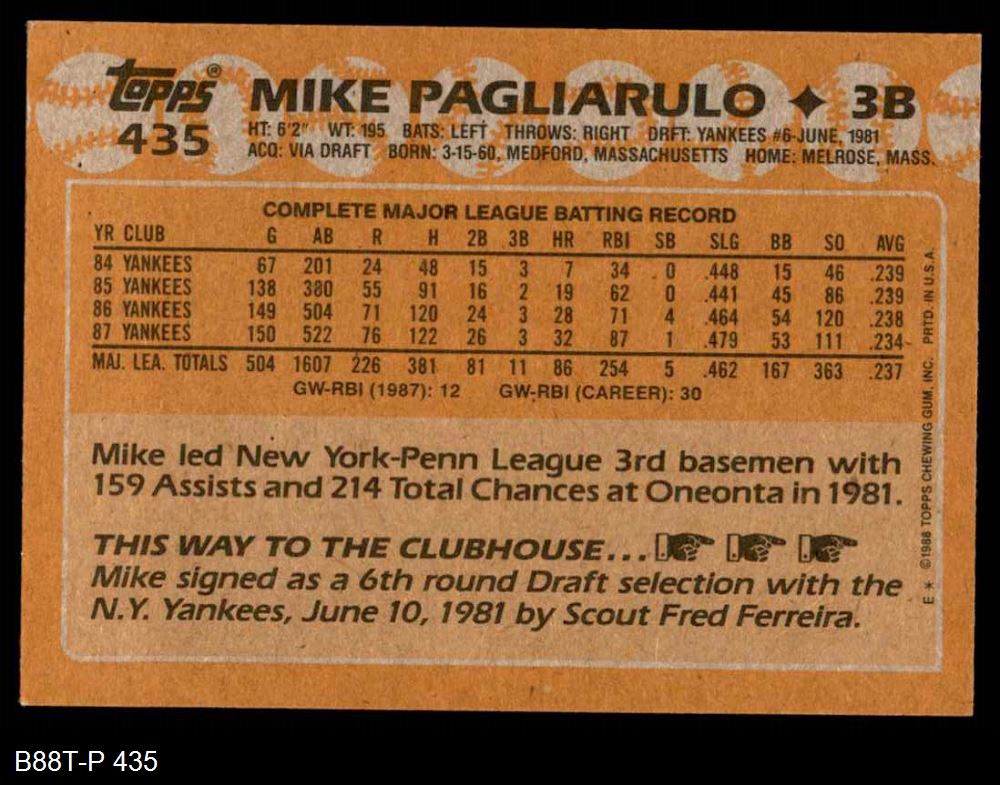 Topps® MIKE PAGLIARULO ✦ 3B
435 HT: 6'2" WT: 195 BATS: LEFT THROWS: RIGHT DRFT: YANKEES #6-JUNE, 1981
ACQ: VIA DRAFT BORN: 3-15-60, MEDFORD, MASSACHUSETTS HOME: MELROSE, MASS.
COMPLETE MAJOR LEAGUE BATTING RECORD
YR CLUB G AB R H 2B 3B HR RBI SB SLG BB SO AVG
84 YANKEES 67 201 24 48 15 3 7 34 0 .448 15 46 .239
85 YANKEES 138 380 55 91 16 2 19 62 0 .441 45 86 .239
86 YANKEES 149 504 71 120 24 3 28 71 4 .464 54 120 .238
87 YANKEES 150 522 76 122 26 3 32 87 1 .479 53 111 .234
MAJ. LEA. TOTALS 504 1607 226 381 81 11 86 254 5 .462 167 363 .237
GW-RBI (1987): 12 GW-RBI (CAREER): 30
Mike led New York-Penn League 3rd basemen with
159 Assists and 214 Total Chances at Oneonta in 1981.
THIS WAY TO THE CLUBHOUSE...
Mike signed as a 6th round Draft selection with the
N.Y. Yankees, June 10, 1981 by Scout Fred Ferreira.
E * ©1988 TOPPS CHEWING GUM, INC. PRTD. IN U.S.A.
B88T-P 435